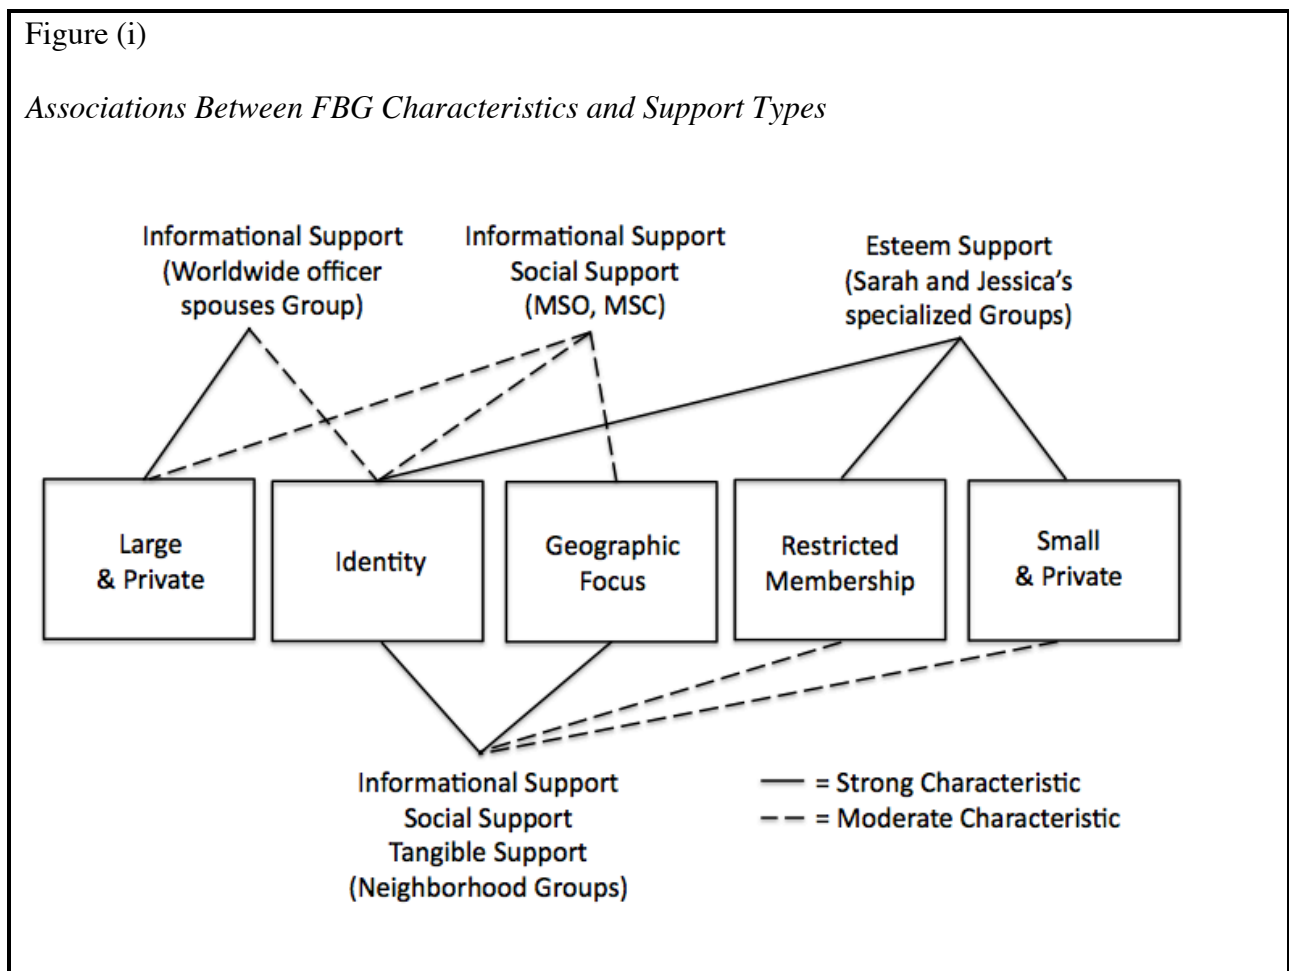 Figure (i)
Associations Between FBG Characteristics and Support Types
Informational Support
(Worldwide officer
spouses Group)
Informational Support
Social Support
(MSO, MSC)
Esteem Support
(Sarah and Jessica's
specialized Groups)
Large
& Private
Identity
Geographic
Focus
Restricted
Membership
Small
& Private
Informational Support
Social Support
Tangible Support
(Neighborhood Groups)
= Strong Characteristic
= Moderate Characteristic